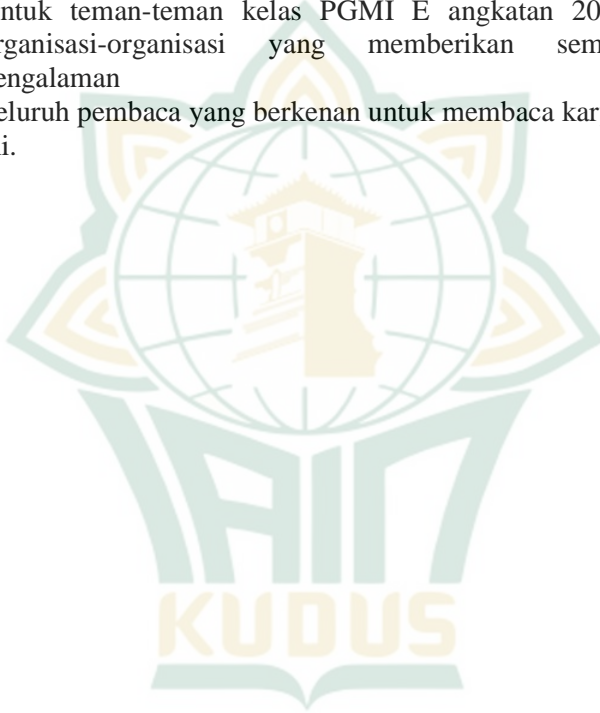 ntuk teman-teman kelas PGMI E angkatan 20
rganisasi-organisasi yang memberikan sem
engalaman
eluruh pembaca yang berkenan untuk membaca kar
i.
IAIN
KUDUS